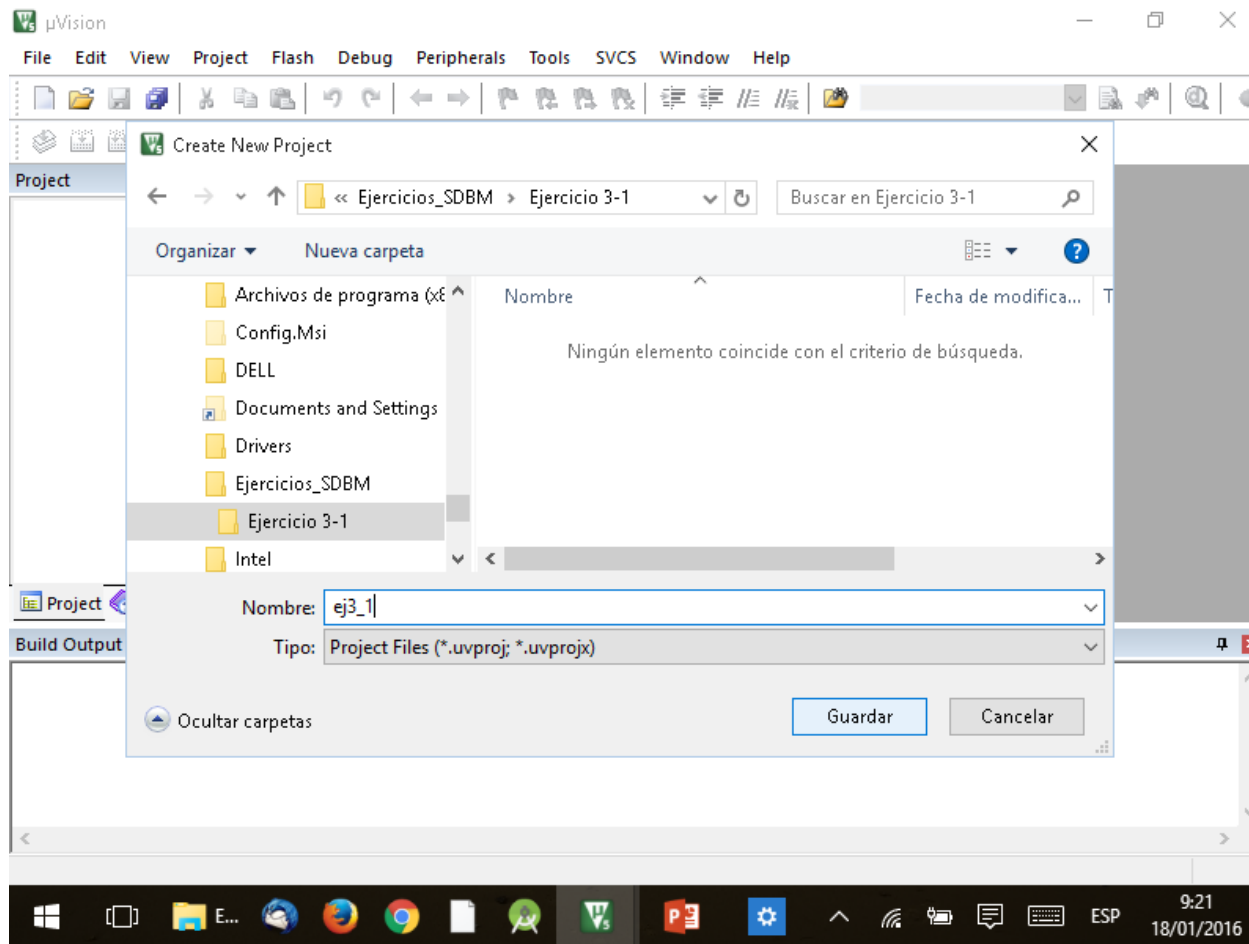 µVision
File Edit View Project Flash Debug Peripherals Tools SVCS Window Help
Create New Project
Project
« Ejercicios_SDBM > Ejercicio 3-1
Buscar en Ejercicio 3-1
Organizar
Nueva carpeta
Archivos de programa (x8
Config.Msi
DELL
Documents and Settings
Drivers
Ejercicios_SDBM
Ejercicio 3-1
Intel
Nombre
Fecha de modifica...
T
Ningún elemento coincide con el criterio de búsqueda.
Project
Nombre: ej3_1
Build Output
Tipo: Project Files (*.uvproj; *.uvprojx)
Ocultar carpetas
Guardar
Cancelar
E...
ESP
9:21
18/01/2016